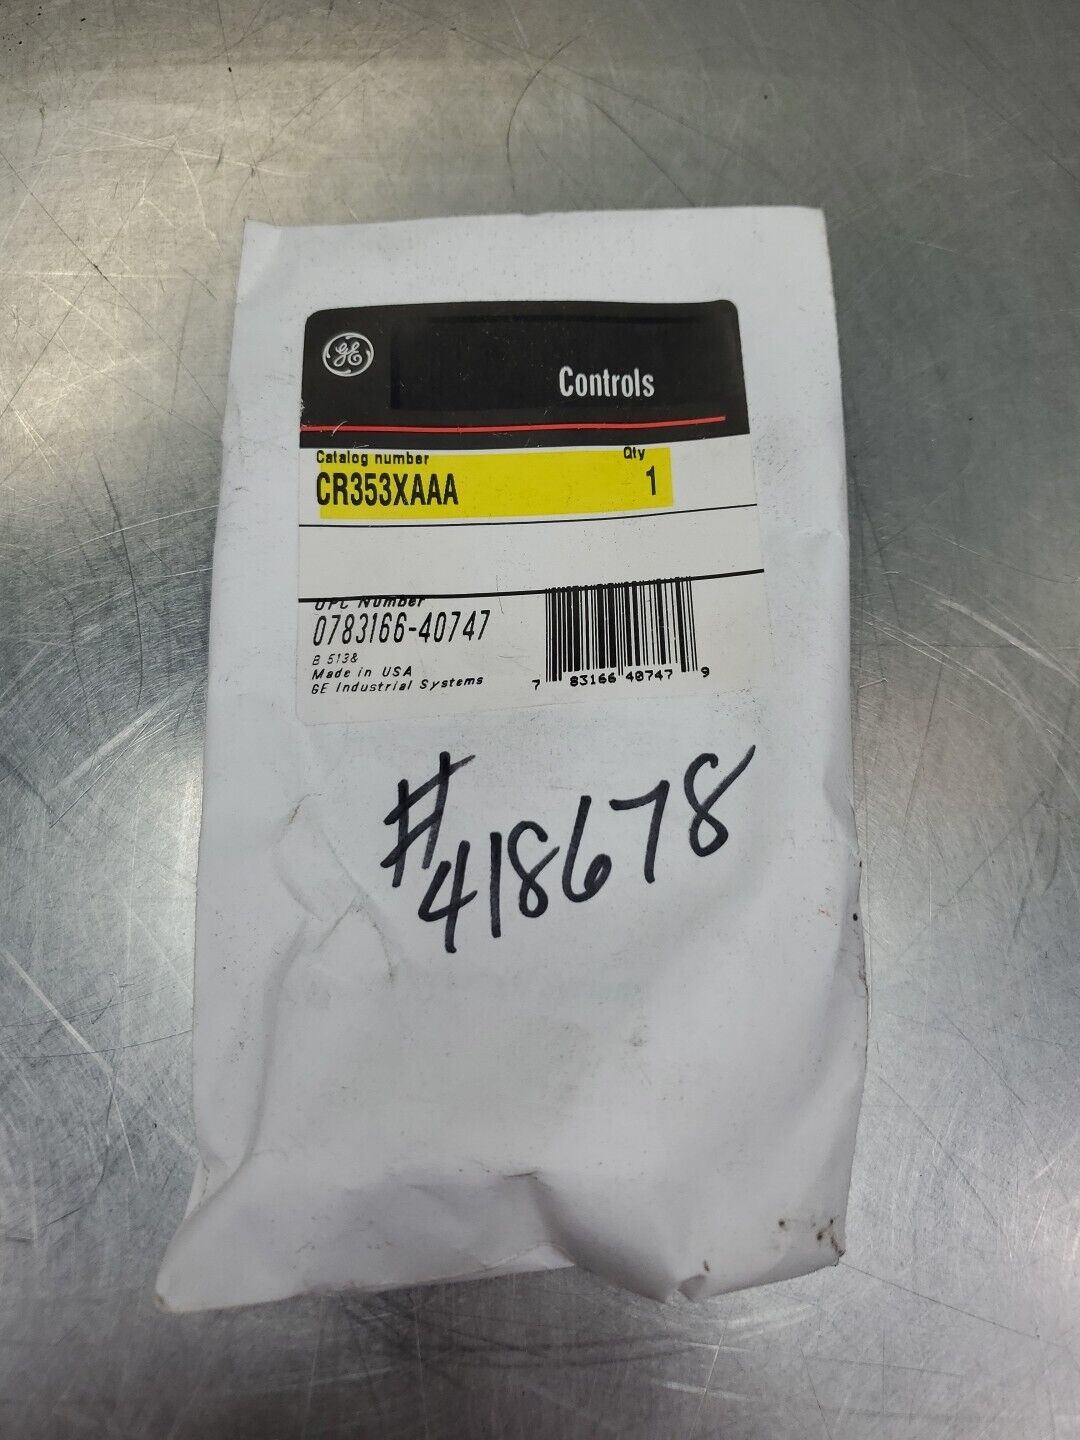 GE
Controls
Catalog number Qty
CR353XAAA 1
UPC Number
0783166-40747
B 513&
Made in USA
GE Industrial Systems
7 83166 40747 9
#418678